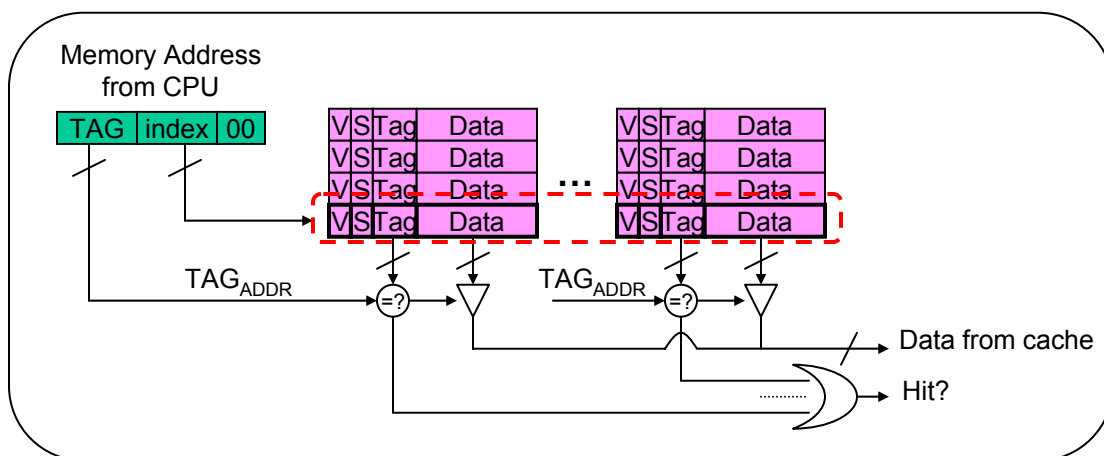 Memory Address
from CPU
TAG index 00
V S Tag Data V S Tag Data
V S Tag Data V S Tag Data
V S Tag Data ... V S Tag Data
V S Tag Data V S Tag Data
TAGADDR =? TAGADDR =?
Data from cache
Hit?